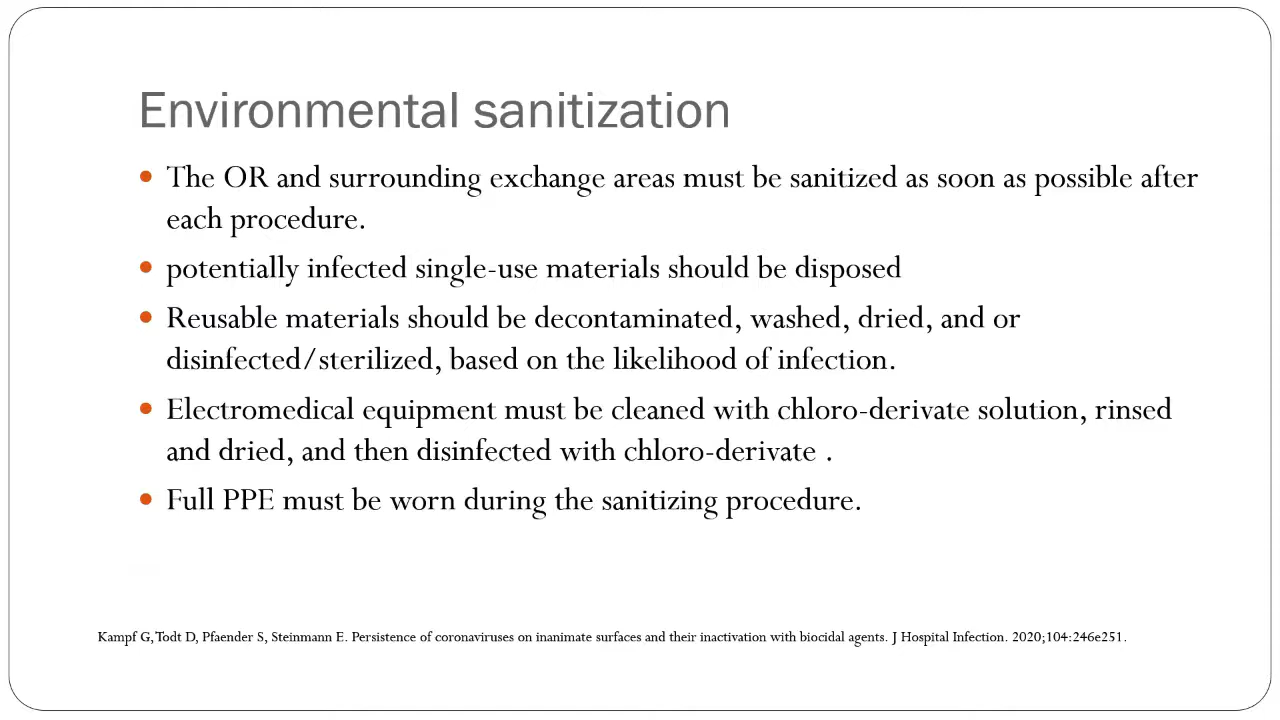 Environmental sanitization
• The OR and surrounding exchange areas must be sanitized as soon as possible after
each procedure.
• potentially infected single-use materials should be disposed
• Reusable materials should be decontaminated, washed, dried, and or
disinfected/sterilized, based on the likelihood of infection.
• Electromedical equipment must be cleaned with chloro-derivate solution, rinsed
and dried, and then disinfected with chloro-derivate .
• Full PPE must be worn during the sanitizing procedure.
Kampf G, Todt D, Pfaender S, Steinmann E. Persistence of coronaviruses on inanimate surfaces and their inactivation with biocidal agents. J Hospital Infection. 2020;104:246e251.